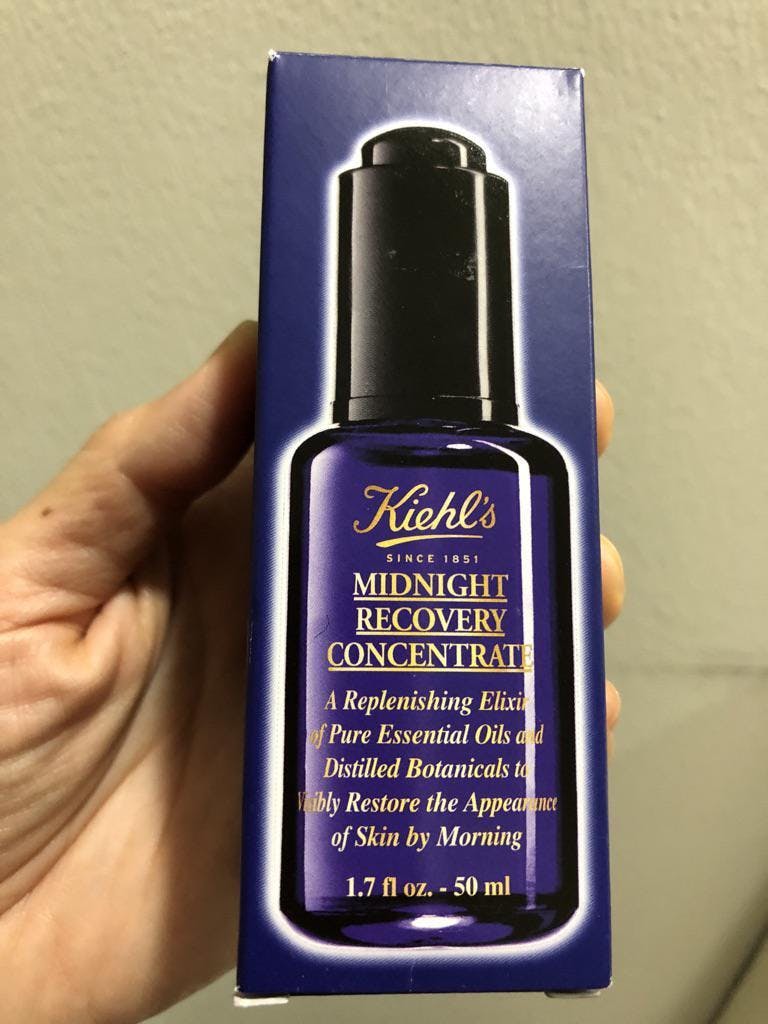 Kiehl's
SINCE 1851
MIDNIGHT
RECOVERY
CONCENTRATE
A Replenishing Elixir
of Pure Essential Oils and
Distilled Botanicals to
Visibly Restore the Appearance
of Skin by Morning
1.7 fl oz. - 50 ml